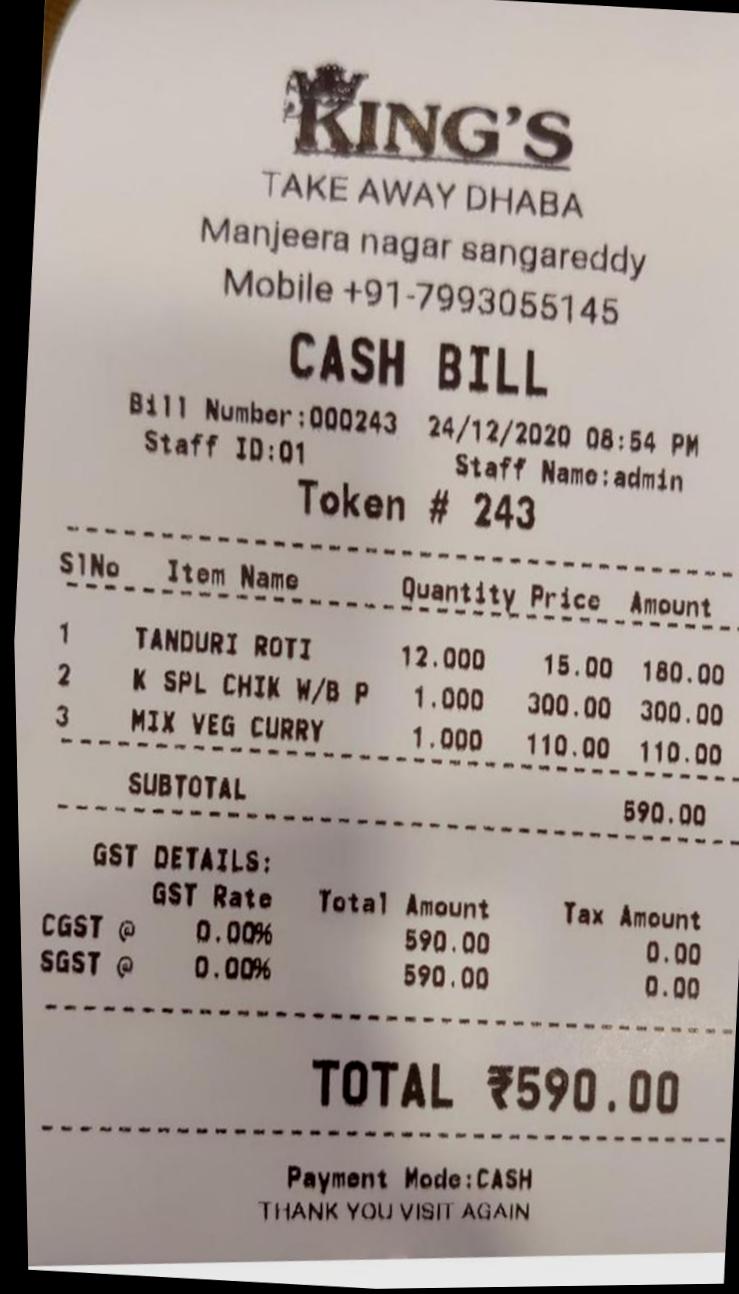 KING'S
TAKE AWAY DHABA
Manjeera nagar sangareddy
Mobile +91-7993055145
CASH BILL
Bill Number:000243 24/12/2020 08:54 PM
Staff ID:01 Staff Name:admin
Token # 243
SlNo Item Name Quantity Price Amount
1 TANDURI ROTI 12.000 15.00 180.00
2 K SPL CHIK W/B P 1.000 300.00 300.00
3 MIX VEG CURRY 1.000 110.00 110.00
SUBTOTAL 590.00
GST DETAILS:
GST Rate Total Amount Tax Amount
CGST @ 0.00% 590.00 0.00
SGST @ 0.00% 590.00 0.00
TOTAL ₹590.00
Payment Mode:CASH
THANK YOU VISIT AGAIN